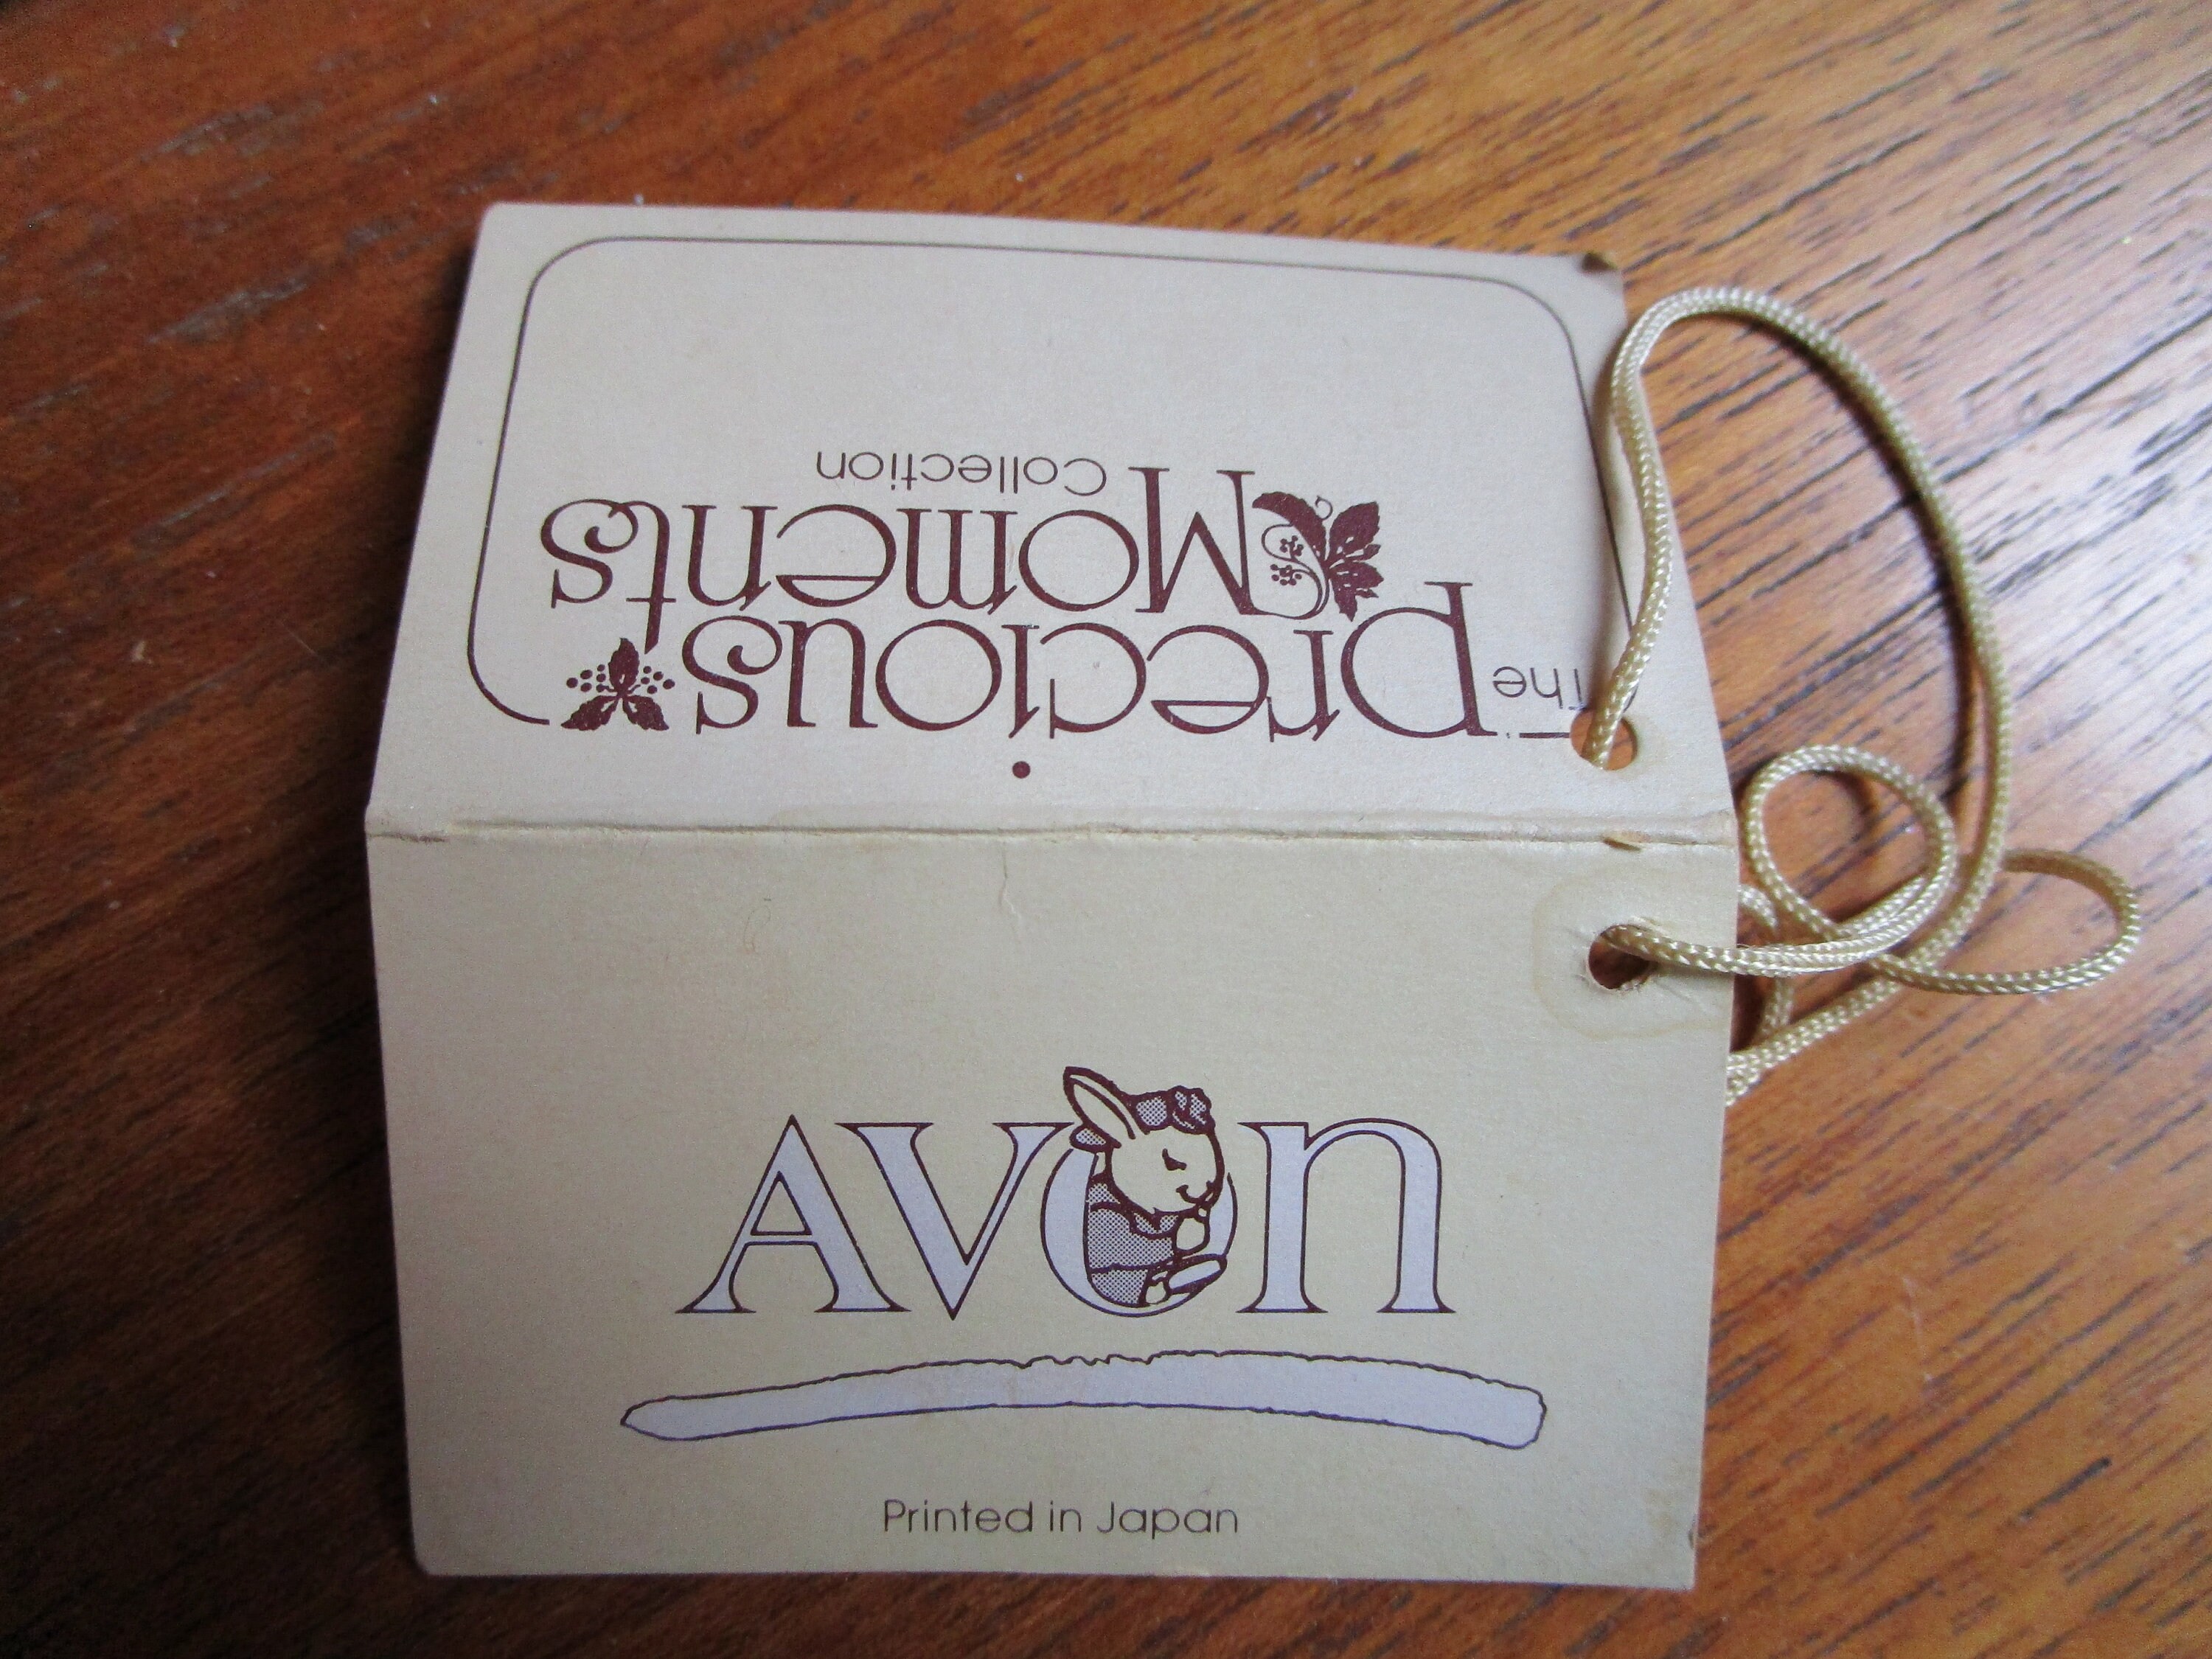 The
precious
Moments
Collection
AVON
Printed in Japan